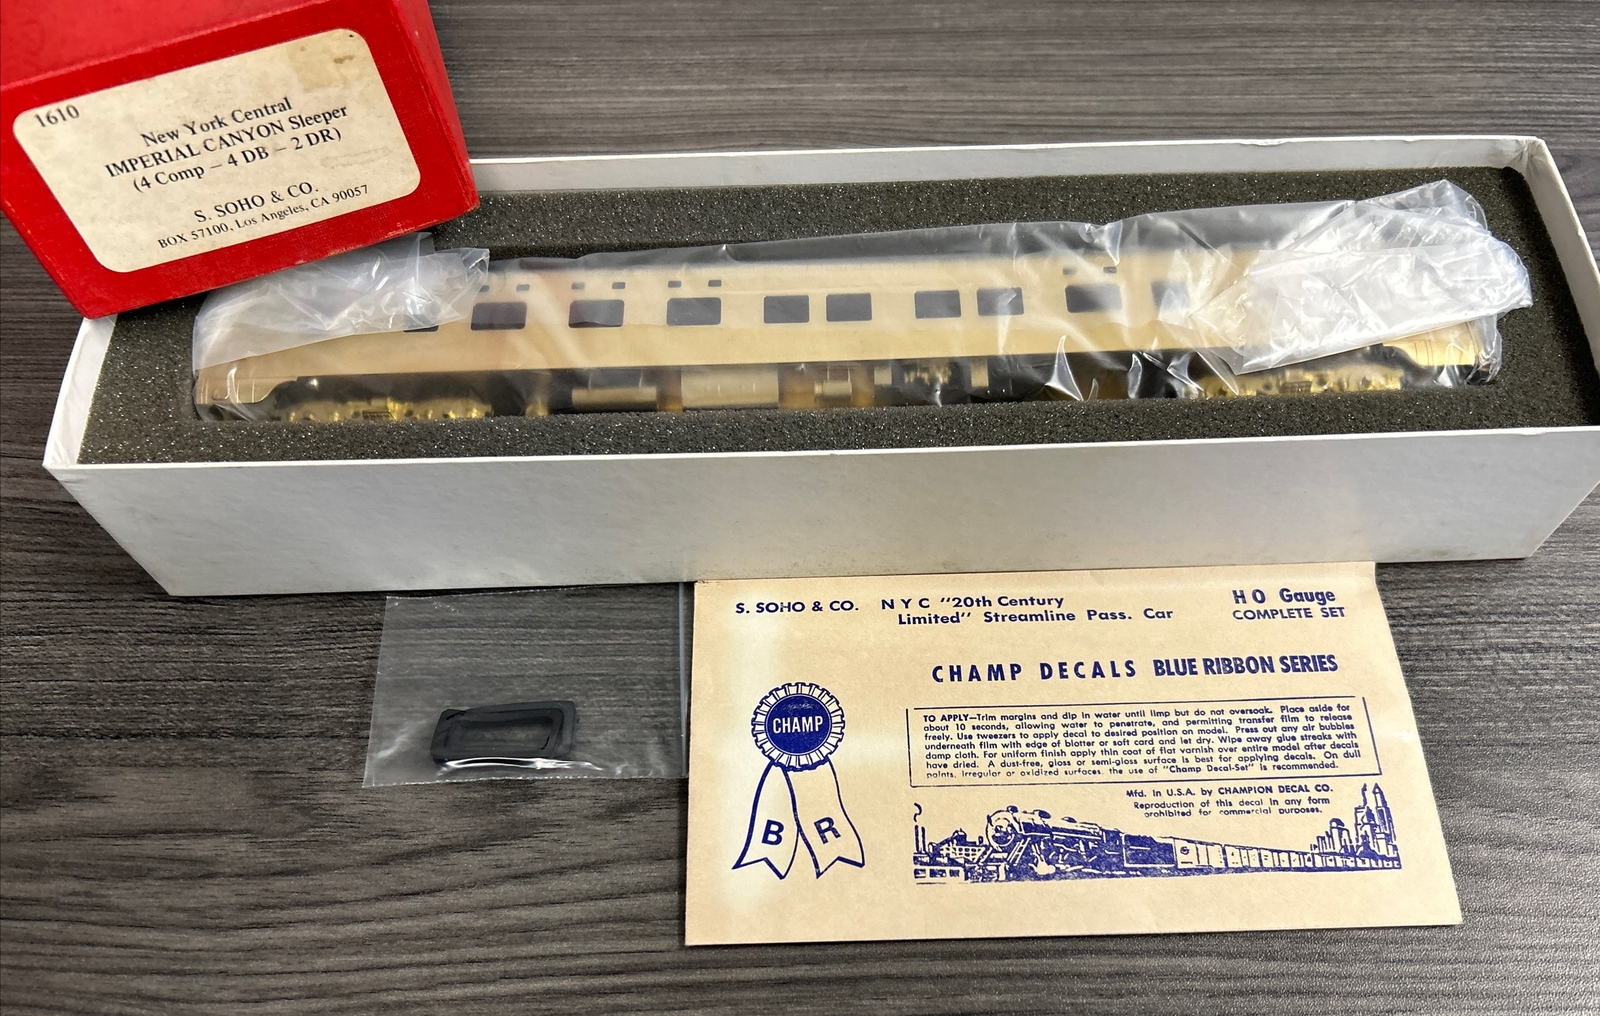 1610
New York Central
IMPERIAL CANYON Sleeper
(4 Comp – 4 DB – 2 DR)
S. SOHO & CO.
BOX 57100, Los Angeles, CA 90057
S. SOHO & CO. N Y C "20th Century
Limited" Streamline Pass. Car
H O Gauge
COMPLETE SET
CHAMP DECALS BLUE RIBBON SERIES
CHAMP
B R
TO APPLY—Trim margins and dip in water until limp but do not oversoak. Place aside for
about 10 seconds, allowing water to penetrate, and permitting transfer film to release
freely. Use tweezers to apply decal to desired position on model. Press out any air bubbles
underneath film with edge of blotter or soft card and let dry. Wipe away glue streaks with
damp cloth. For uniform finish apply thin coat of flat varnish over entire model after decals
have dried. A dust-free, gloss or semi-gloss surface is best for applying decals. On dull
paints, irregular or oxidized surfaces, the use of "Champ Decal-Set" is recommended.
Mfd. in U.S.A. by CHAMPION DECAL CO.
Reproduction of this decal in any form
prohibited for commercial purposes.